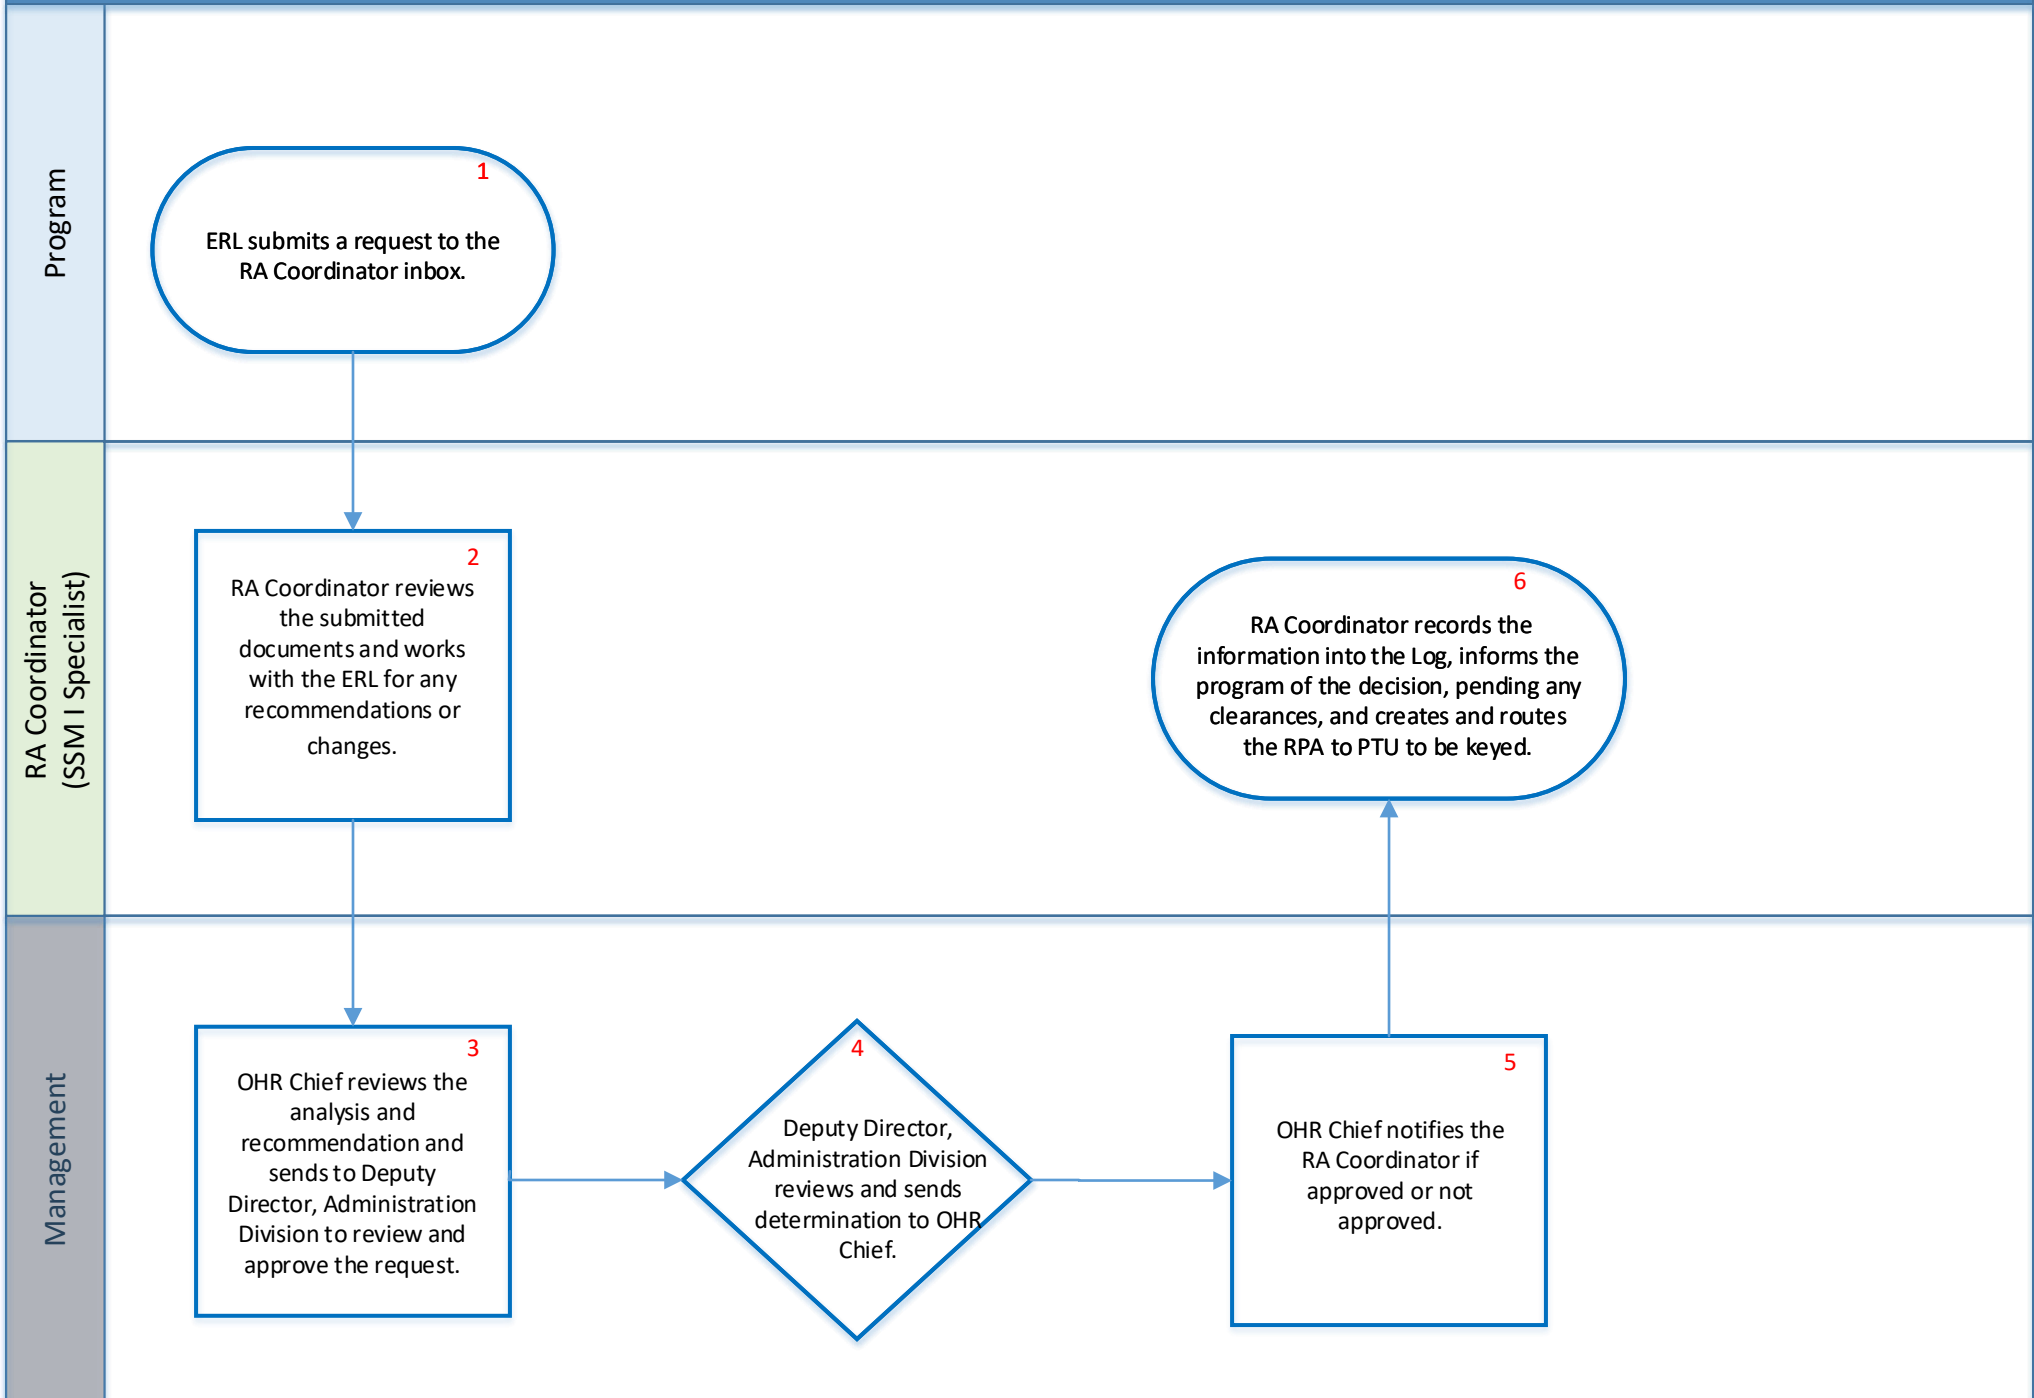 Program
1
ERL submits a request to the
RA Coordinator inbox.
RA Coordinator
(SSM I Specialist)
2
RA Coordinator reviews
the submitted
documents and works
with the ERL for any
recommendations or
changes.
6
RA Coordinator records the
information into the Log, informs the
program of the decision, pending any
clearances, and creates and routes
the RPA to PTU to be keyed.
Management
3
OHR Chief reviews the
analysis and
recommendation and
sends to Deputy
Director, Administration
Division to review and
approve the request.
4
Deputy Director,
Administration Division
reviews and sends
determination to OHR
Chief.
5
OHR Chief notifies the
RA Coordinator if
approved or not
approved.